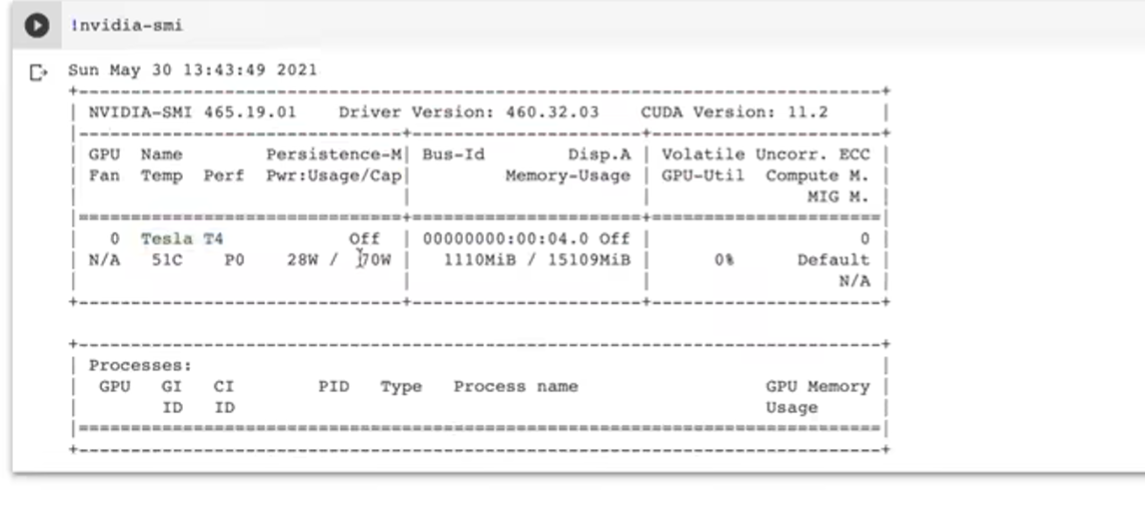 !nvidia-smi
Sun May 30 13:43:49 2021
+-----------------------------------------------------------------------------+
| NVIDIA-SMI 465.19.01    Driver Version: 460.32.03    CUDA Version: 11.2     |
|-------------------------------+----------------------+----------------------+
| GPU  Name        Persistence-M| Bus-Id        Disp.A | Volatile Uncorr. ECC |
| Fan  Temp  Perf  Pwr:Usage/Cap|         Memory-Usage | GPU-Util  Compute M. |
|                               |                      |               MIG M. |
|===============================+======================+======================|
|   0  Tesla T4            Off  | 00000000:00:04.0 Off |                    0 |
| N/A   51C    P0    28W /  70W |   1110MiB / 15109MiB |      0%      Default |
|                               |                      |                  N/A |
+-------------------------------+----------------------+----------------------+
+-----------------------------------------------------------------------------+
| Processes:                                                                  |
|  GPU   GI   CI        PID   Type   Process name                  GPU Memory |
|        ID   ID                                                   Usage      |
|=============================================================================|
+-----------------------------------------------------------------------------+